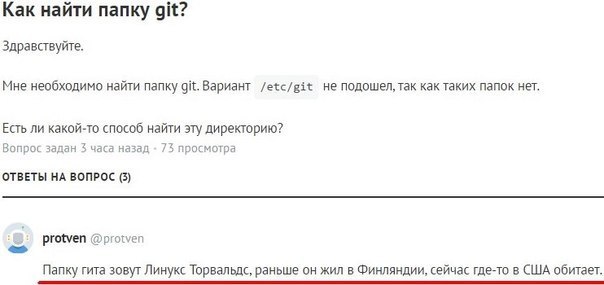 Как найти папку git?
Здравствуйте.
Мне необходимо найти папку git. Вариант /etc/git не подошел, так как таких папок нет.
Есть ли какой-то способ найти эту директорию?
Вопрос задан 3 часа назад · 73 просмотра
ОТВЕТЫ НА ВОПРОС (3)
protven @protven
Папку гита зовут Линукс Торвальдс, раньше он жил в Финляндии, сейчас где-то в США обитает.